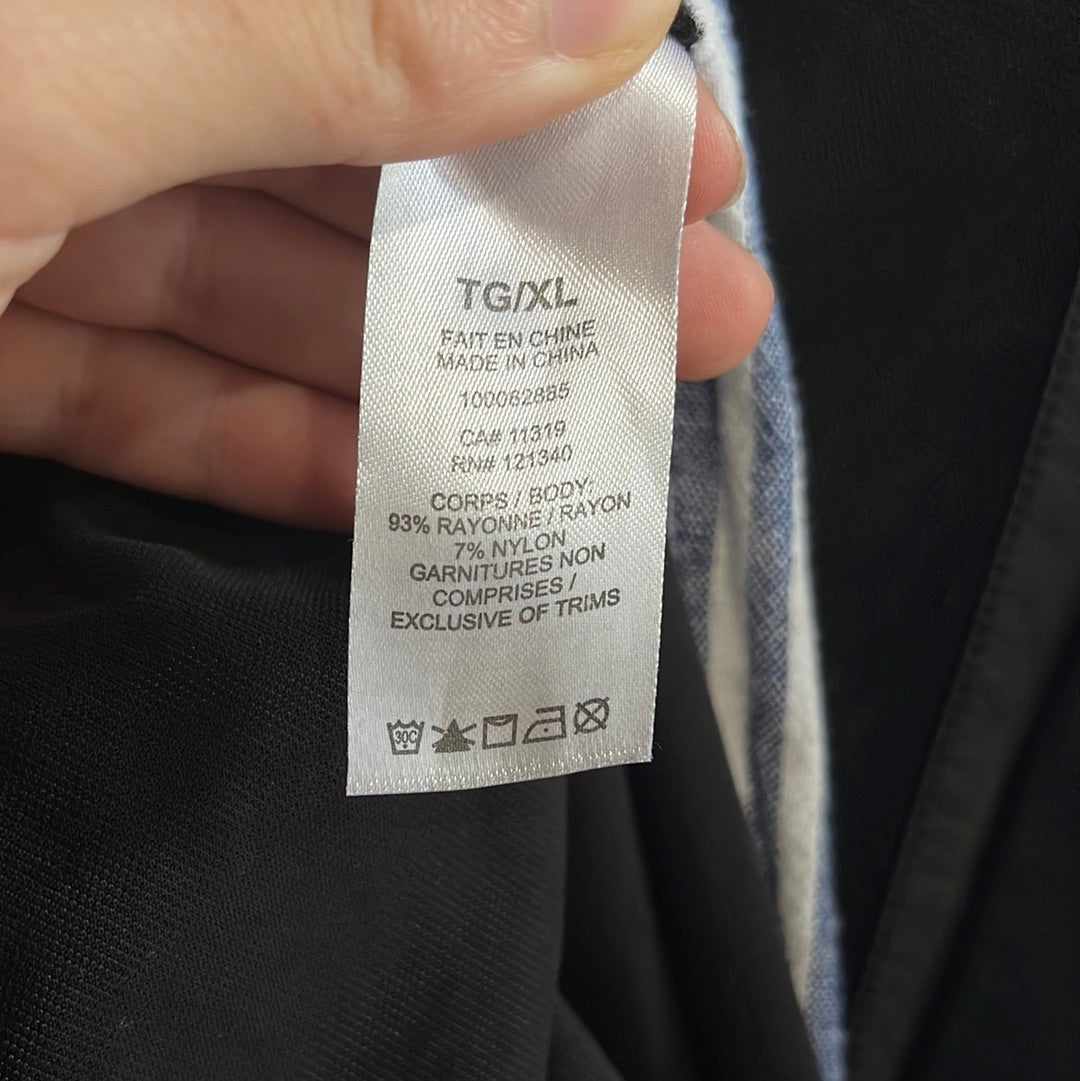 TG/XL
FAIT EN CHINE
MADE IN CHINA
100062885
CA# 11319
RN# 121340
CORPS / BODY:
93% RAYONNE / RAYON
7% NYLON
GARNITURES NON
COMPRISES /
EXCLUSIVE OF TRIMS
30C